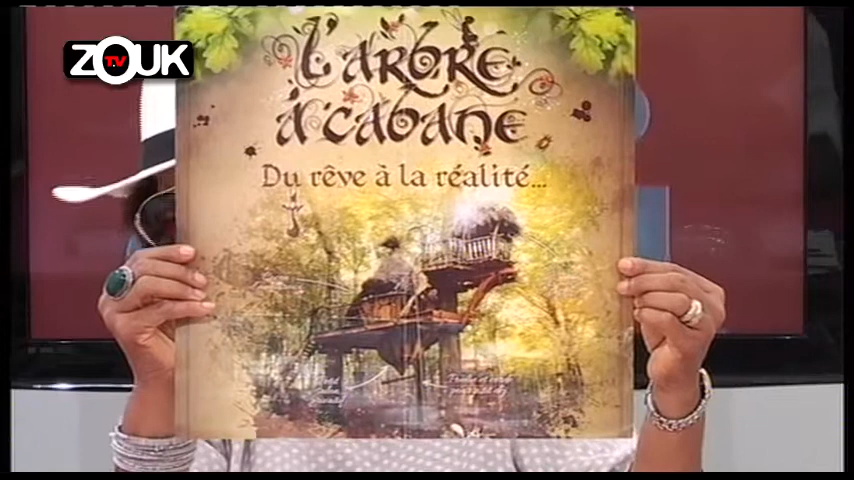 ZOUK
TV
L'arbre
à cabane
Du rêve à la réalité...